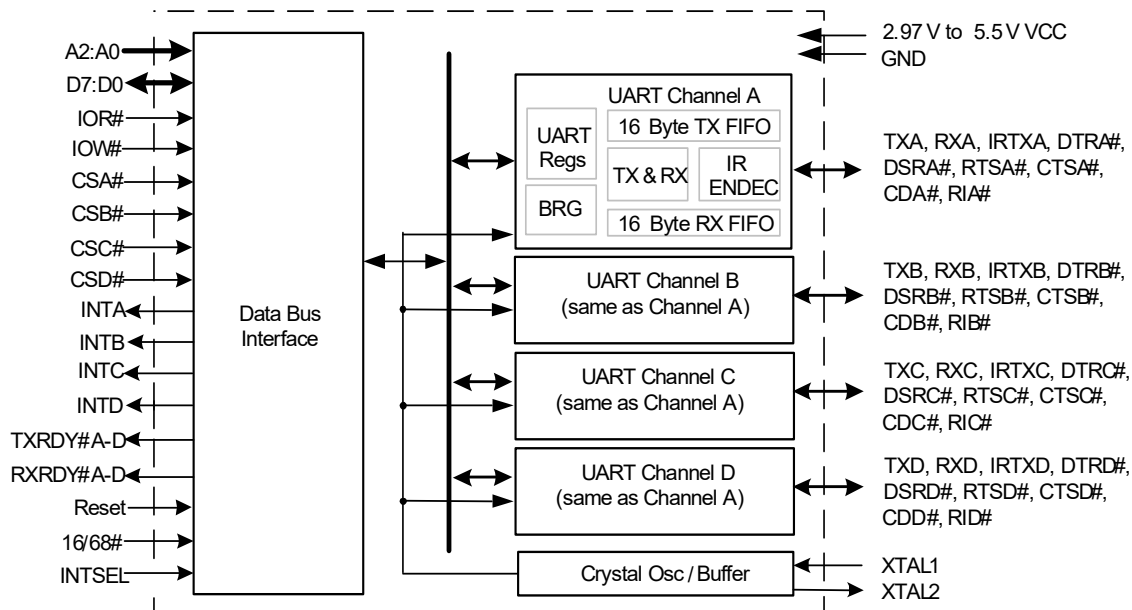 A2:A0
D7:D0
IOR#
IOW#
CSA#
CSB#
CSC#
CSD#
INTA
INTB
INTC
INTD
TXRDY#A-D
RXRDY#A-D
Reset
16/68#
INTSEL
Data Bus
Interface
2.97 V to 5.5 V VCC
GND
UART Channel A
UART
Regs
BRG
16 Byte TX FIFO
TX & RX
IR
ENDEC
16 Byte RX FIFO
TXA, RXA, IRTXA, DTRA#,
DSRA#, RTSA#, CTSA#,
CDA#, RIA#
UART Channel B
(same as Channel A)
TXB, RXB, IRTXB, DTRB#,
DSRB#, RTSB#, CTSB#,
CDB#, RIB#
UART Channel C
(same as Channel A)
TXC, RXC, IRTXC, DTRC#,
DSRC#, RTSC#, CTSC#,
CDC#, RIC#
UART Channel D
(same as Channel A)
TXD, RXD, IRTXD, DTRD#,
DSRD#, RTSD#, CTSD#,
CDD#, RID#
Crystal Osc / Buffer
XTAL1
XTAL2